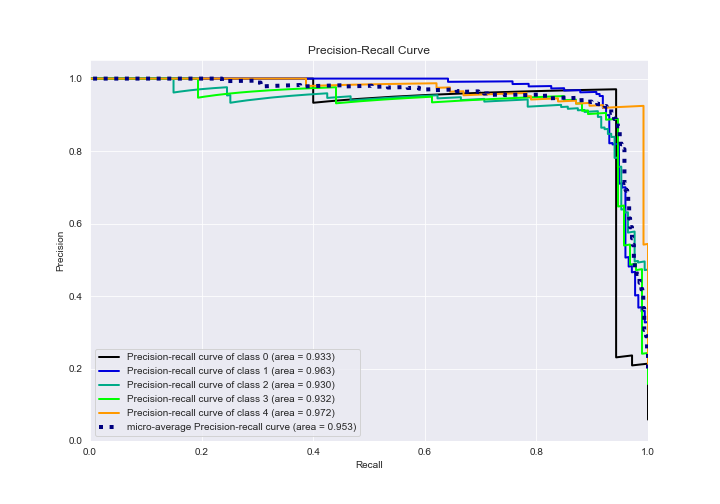 Precision-Recall Curve
1.0
0.8
0.6
0.4
0.2
0.0
Precision
Precision-recall curve of class 0 (area = 0.933)
Precision-recall curve of class 1 (area = 0.963)
Precision-recall curve of class 2 (area = 0.930)
Precision-recall curve of class 3 (area = 0.932)
Precision-recall curve of class 4 (area = 0.972)
micro-average Precision-recall curve (area = 0.953)
0.0 0.2 0.4 0.6 0.8 1.0
Recall